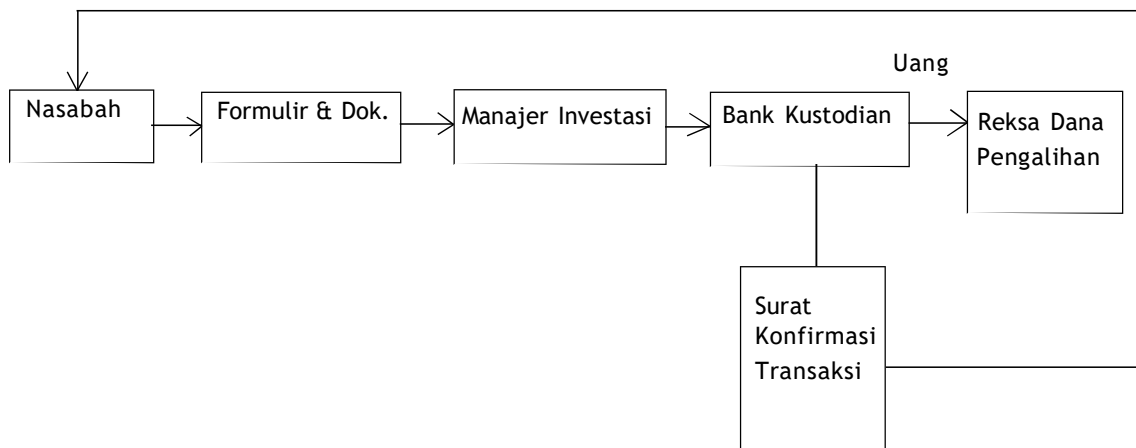 Uang
Nasabah
Formulir & Dok.
Manajer Investasi
Bank Kustodian
Reksa Dana
Pengalihan
Surat
Konfirmasi
Transaksi